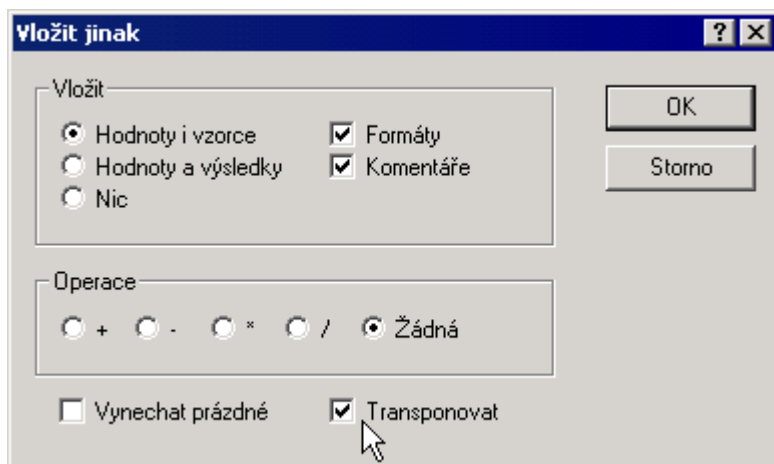 Vložit jinak
Vložit
Hodnoty i vzorce
Formáty
OK
Hodnoty a výsledky
Komentáře
Storno
Nic
Operace
+ - * / Žádná
Vynechat prázdné
Transponovat